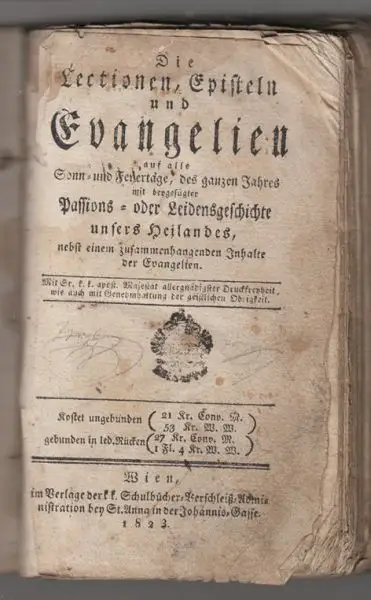 Die
Lectionen, Episteln
und
Evangelien
auf alle
Sonn- und Feyertäge, des ganzen Jahres
mit beygefügter
Passions- oder Leidensgeschichte
unsers Heilandes,
nebst einem zusammenhangenden Inhalte
der Evangelien.
Mit Sr. k. k. apost. Majestät allergnädigster Druckfreyheit,
wie auch mit Genehmhaltung der geistlichen Obrigkeit.
Kostet ungebunden (21 Kr. Conv. M.
53 Kr. W. W.)
gebunden in led. Rücken (27 Kr. Conv. M.
1 Fl. 4 Kr. W. W.)
Wien,
im Verlage der k k. Schulbücher-Verschleiß-Admi-
nistration bey St. Anna in der Johannis-Gasse.
1823.